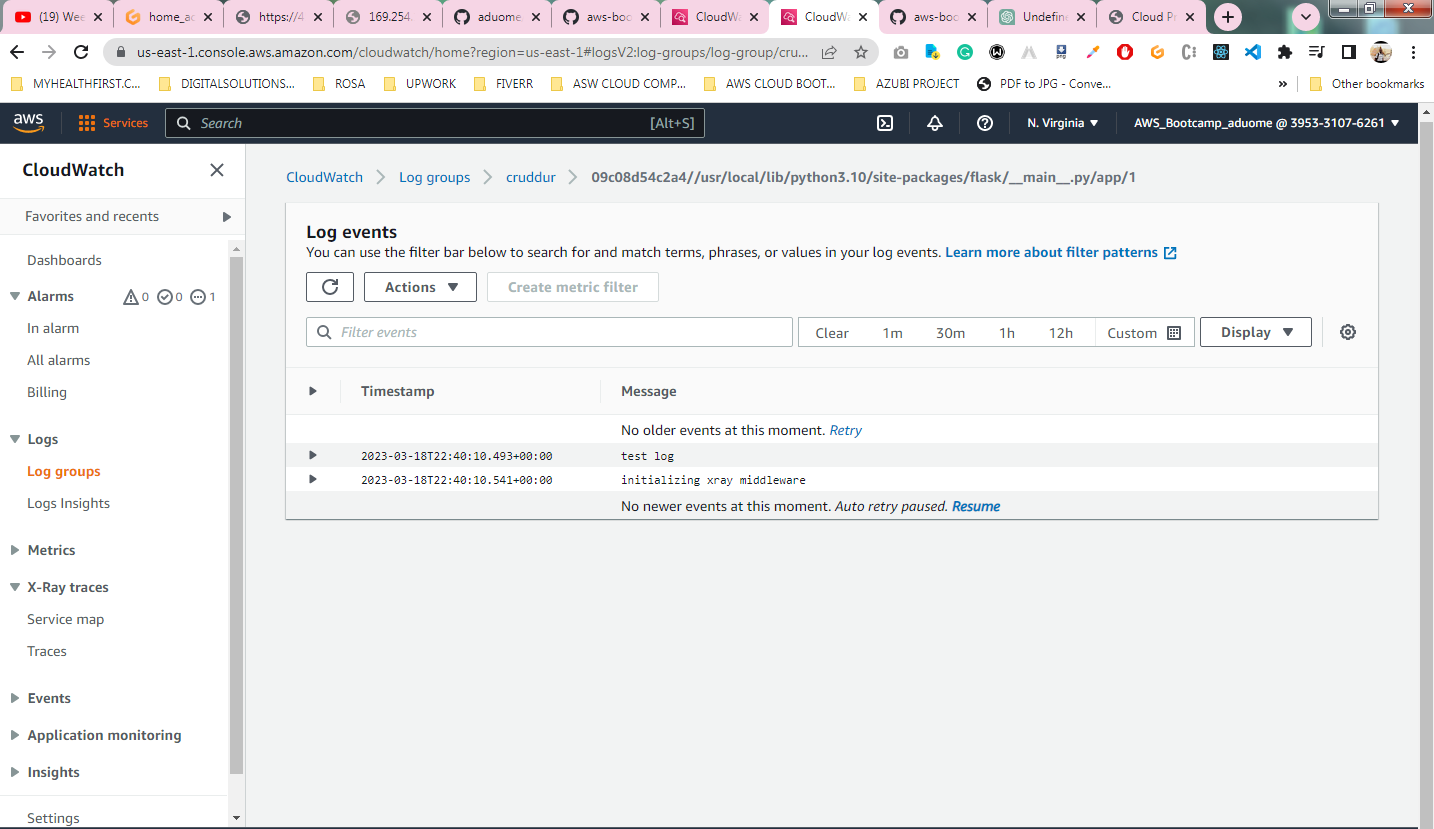 (19) Wee
home_ac
https://4
169.254.
aduome
aws-boo
CloudWa
CloudWa
aws-boo
Undefine
Cloud Pr
us-east-1.console.aws.amazon.com/cloudwatch/home?region=us-east-1#logsV2:log-groups/log-group/cru...
MYHEALTHFIRST.C...
DIGITALSOLUTIONS...
ROSA
UPWORK
FIVERR
ASW CLOUD COMP...
AWS CLOUD BOOT...
AZUBI PROJECT
PDF to JPG - Conve...
»
Other bookmarks
aws
Services
Search
[Alt+S]
N. Virginia
AWS_Bootcamp_aduome @ 3953-3107-6261
CloudWatch
Favorites and recents
Dashboards
Alarms 0 0 1
In alarm
All alarms
Billing
Logs
Log groups
Logs Insights
Metrics
X-Ray traces
Service map
Traces
Events
Application monitoring
Insights
Settings
CloudWatch
Log groups
cruddur
09c08d54c2a4//usr/local/lib/python3.10/site-packages/flask/__main__.py/app/1
Log events
You can use the filter bar below to search for and match terms, phrases, or values in your log events. Learn more about filter patterns
Actions
Create metric filter
Filter events
Clear
1m
30m
1h
12h
Custom
Display
Timestamp
Message
No older events at this moment. Retry
2023-03-18T22:40:10.493+00:00 test log
2023-03-18T22:40:10.541+00:00 initializing xray middleware
No newer events at this moment. Auto retry paused. Resume